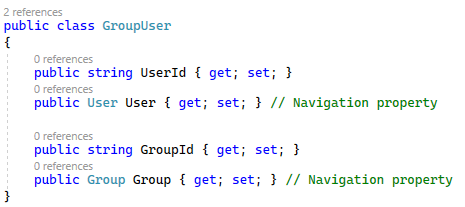 2 references
public class GroupUser
{
0 references
public string UserId { get; set; }
0 references
public User User { get; set; } // Navigation property
0 references
public string GroupId { get; set; }
0 references
public Group Group { get; set; } // Navigation property
}